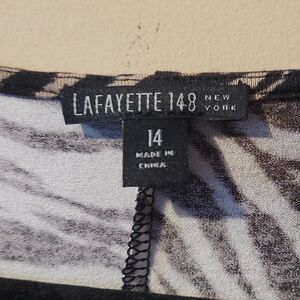 LAFAYETTE 148 NEW YORK
14
MADE IN
CHINA